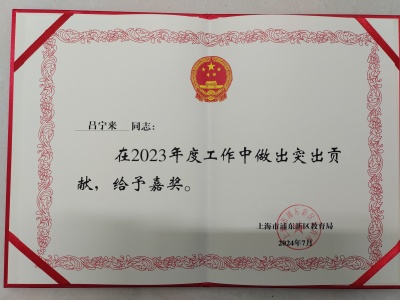 吕宁来 同志：
在2023年度工作中做出突出贡
献，给予嘉奖。
上海市浦东新区教育局
2024年7月